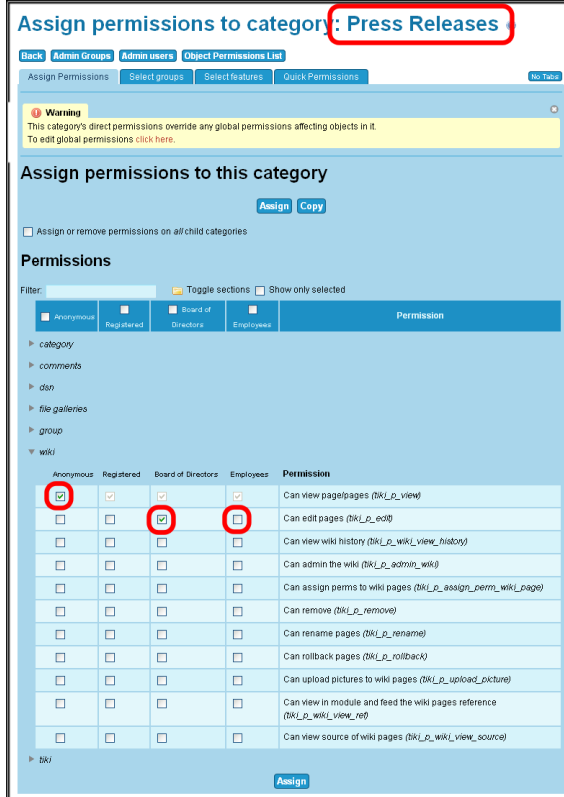 Assign permissions to category: Press Releases
Back Admin Groups Admin users Object Permissions List
Assign Permissions Select groups Select features Quick Permissions No Tabs
Warning
This category's direct permissions override any global permissions affecting objects in it.
To edit global permissions click here.
Assign permissions to this category
Assign Copy
Assign or remove permissions on all child categories
Permissions
Filter: Toggle sections Show only selected
Anonymous Registered Board of Directors Employees Permission
category
comments
dsn
file galleries
group
wiki
Anonymous Registered Board of Directors Employees Permission
Can view page/pages (tiki_p_view)
Can edit pages (tiki_p_edit)
Can view wiki history (tiki_p_wiki_view_history)
Can admin the wiki (tiki_p_admin_wiki)
Can assign perms to wiki pages (tiki_p_assign_perm_wiki_page)
Can remove (tiki_p_remove)
Can rename pages (tiki_p_rename)
Can rollback pages (tiki_p_rollback)
Can upload pictures to wiki pages (tiki_p_upload_picture)
Can view in module and feed the wiki pages reference
(tiki_p_wiki_view_ref)
Can view source of wiki pages (tiki_p_wiki_view_source)
tiki
Assign